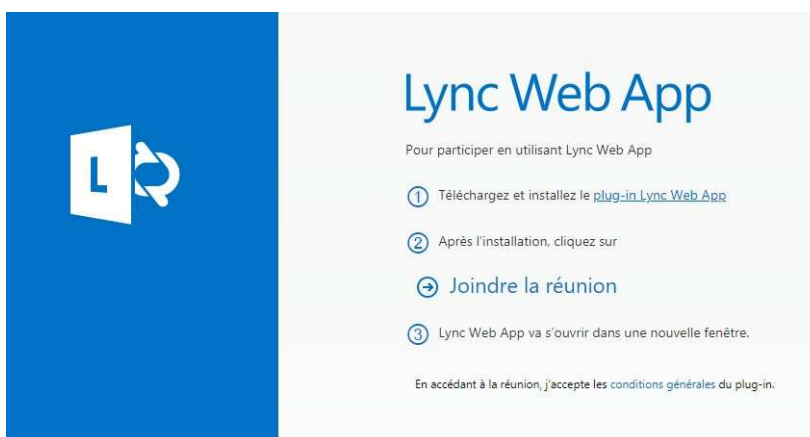 L
Lync Web App
Pour participer en utilisant Lync Web App
1 Téléchargez et installez le plug-in Lync Web App
2 Après l'installation, cliquez sur
Joindre la réunion
3 Lync Web App va s'ouvrir dans une nouvelle fenêtre.
En accédant à la réunion, j'accepte les conditions générales du plug-in.